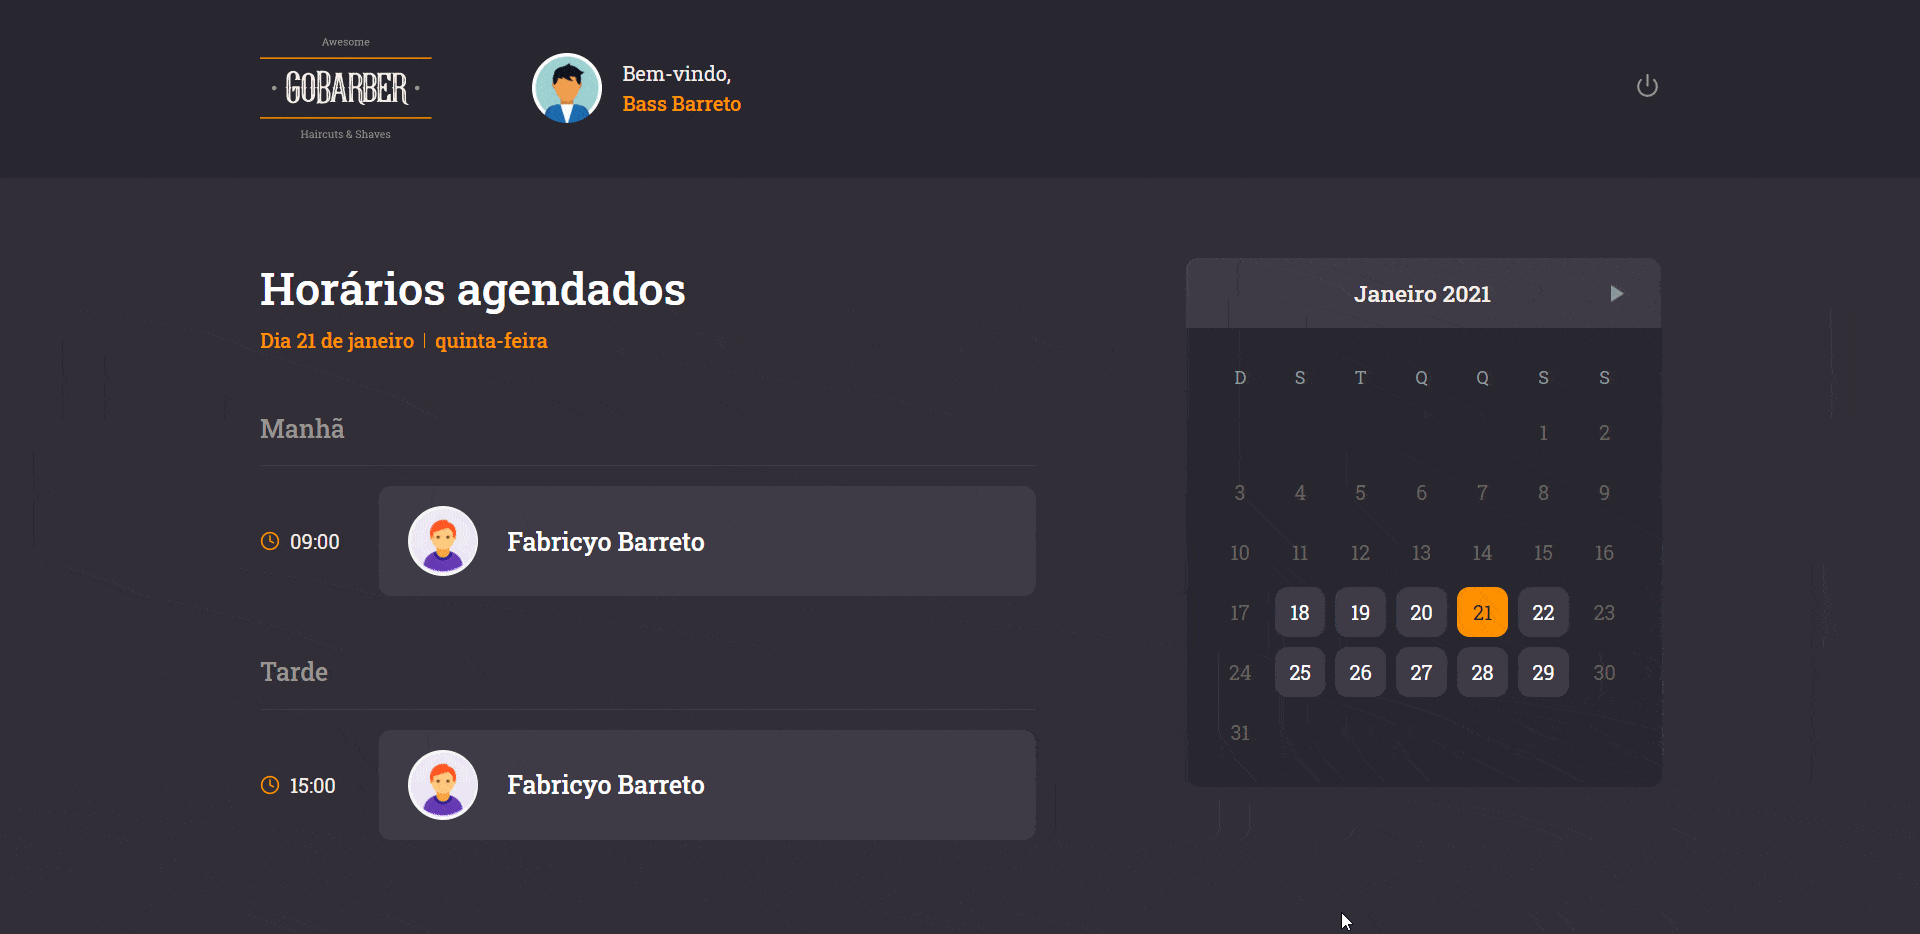 Awesome
GOBARBER
Haircuts & Shaves
Bem-vindo,
Bass Barreto
Horários agendados
Dia 21 de janeiro | quinta-feira
Manhã
09:00 Fabricyo Barreto
Tarde
15:00 Fabricyo Barreto
Janeiro 2021
D S T Q Q S S
1 2
3 4 5 6 7 8 9
10 11 12 13 14 15 16
17 18 19 20 21 22 23
24 25 26 27 28 29 30
31